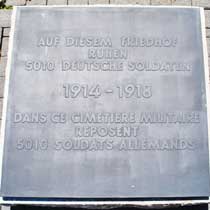 AUF DIESEM FRIEDHOF
RUHEN
5010 DEUTSCHE SOLDATEN
1914-1918
DANS CE CIMETIERE MILITAIRE
REPOSENT
5010 SOLDATS ALLEMANDS